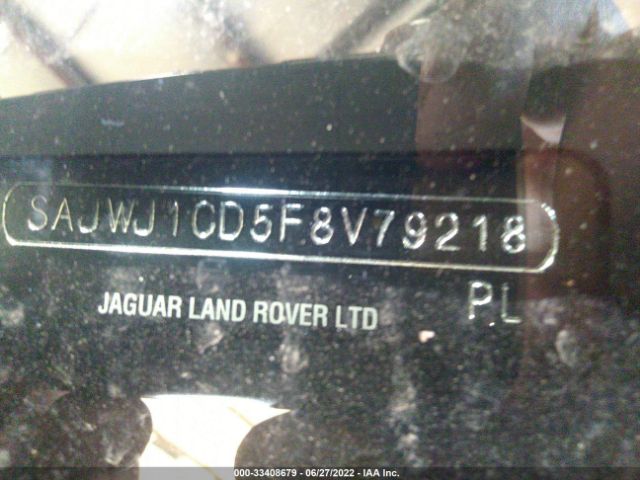 SAJWJ1CD5F8V79218
JAGUAR LAND ROVER LTD
PL
000-33408679 - 06/27/2022 - IAA Inc.